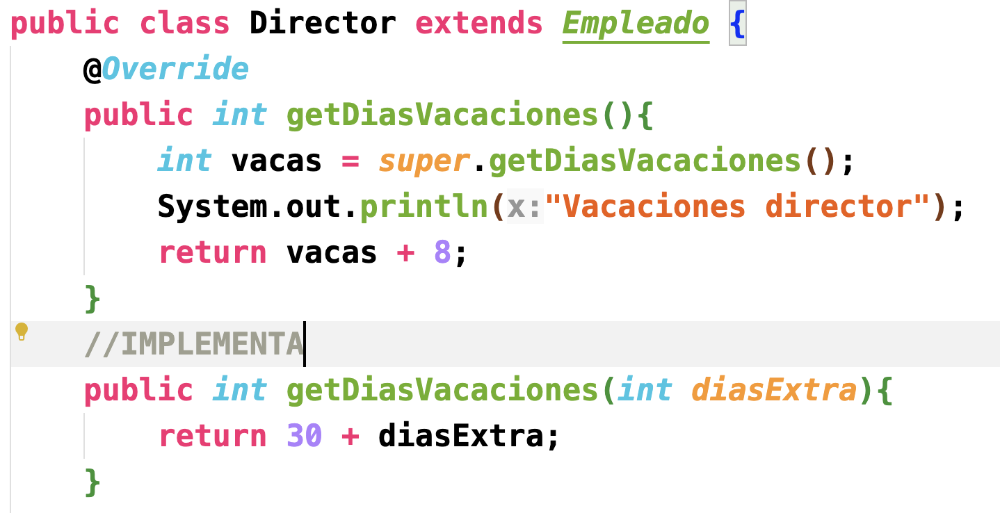 public class Director extends Empleado {
    @Override
    public int getDiasVacaciones(){
        int vacas = super.getDiasVacaciones();
        System.out.println(x:"Vacaciones director");
        return vacas + 8;
    }
    //IMPLEMENTA
    public int getDiasVacaciones(int diasExtra){
        return 30 + diasExtra;
    }